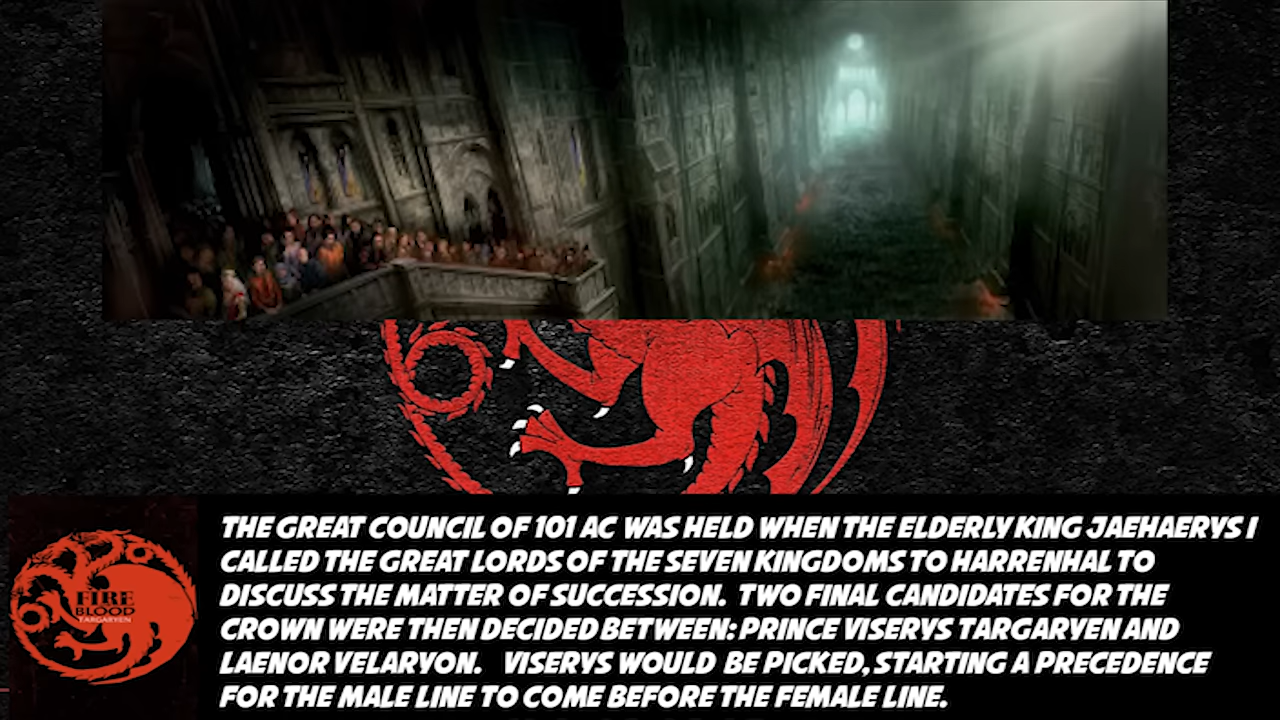 THE GREAT COUNCIL OF 101 AC WAS HELD WHEN THE ELDERLY KING JAEHAERYS I
CALLED THE GREAT LORDS OF THE SEVEN KINGDOMS TO HARRENHAL TO
DISCUSS THE MATTER OF SUCCESSION. TWO FINAL CANDIDATES FOR THE
CROWN WERE THEN DECIDED BETWEEN: PRINCE VISERYS TARGARYEN AND
LAENOR VELARYON. VISERYS WOULD BE PICKED, STARTING A PRECEDENCE
FOR THE MALE LINE TO COME BEFORE THE FEMALE LINE.
FIRE
BLOOD
TARGARYEN